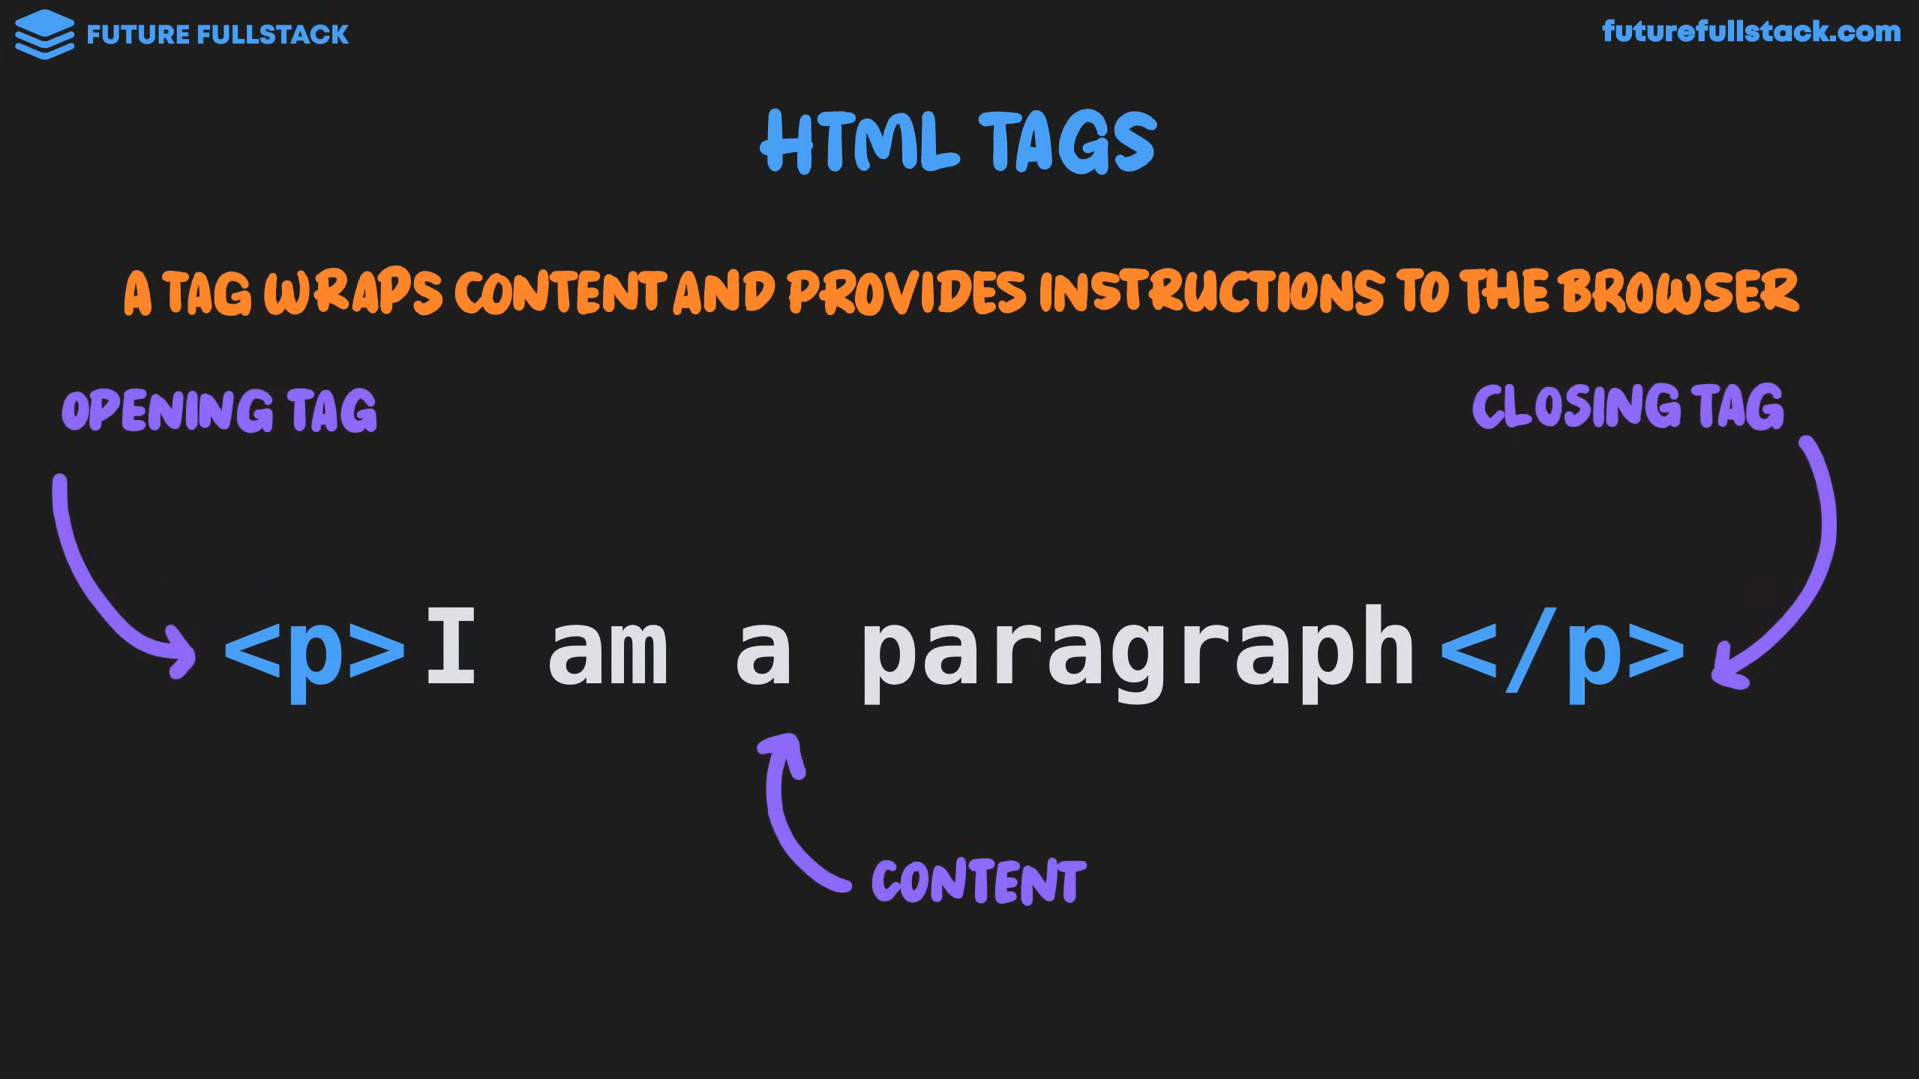 FUTURE FULLSTACK
futurefullstack.com
HTML TAGS
A TAG WRAPS CONTENT AND PROVIDES INSTRUCTIONS TO THE BROWSER
OPENING TAG
CLOSING TAG
<p>I am a paragraph</p>
CONTENT